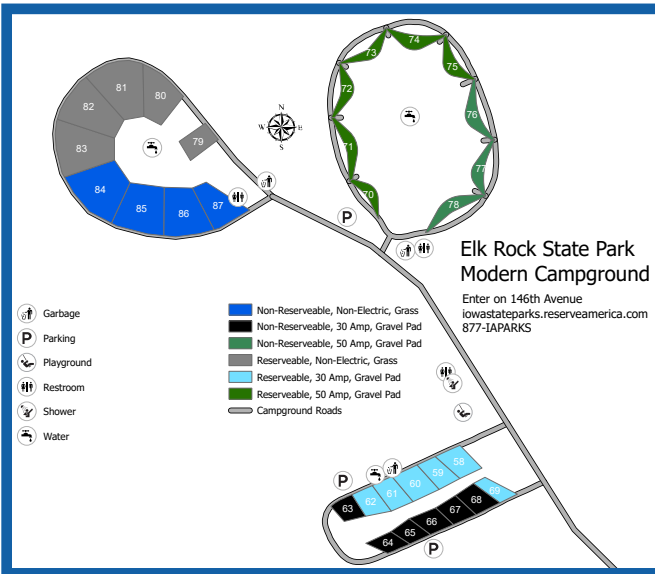 74
73
75
81
80
72
82
N
W E
S
76
79
71
83
77
84
70
85
86
87
78
P
Elk Rock State Park
Modern Campground
Enter on 146th Avenue
iowastateparks.reserveamerica.com
877-IAPARKS
Garbage
P Parking
Playground
Restroom
Shower
Water
Non-Reserveable, Non-Electric, Grass
Non-Reserveable, 30 Amp, Gravel Pad
Non-Reserveable, 50 Amp, Gravel Pad
Reserveable, Non-Electric, Grass
Reserveable, 30 Amp, Gravel Pad
Reserveable, 50 Amp, Gravel Pad
Campground Roads
P
58
59
60
61
62
63
69
68
67
66
65
64
P